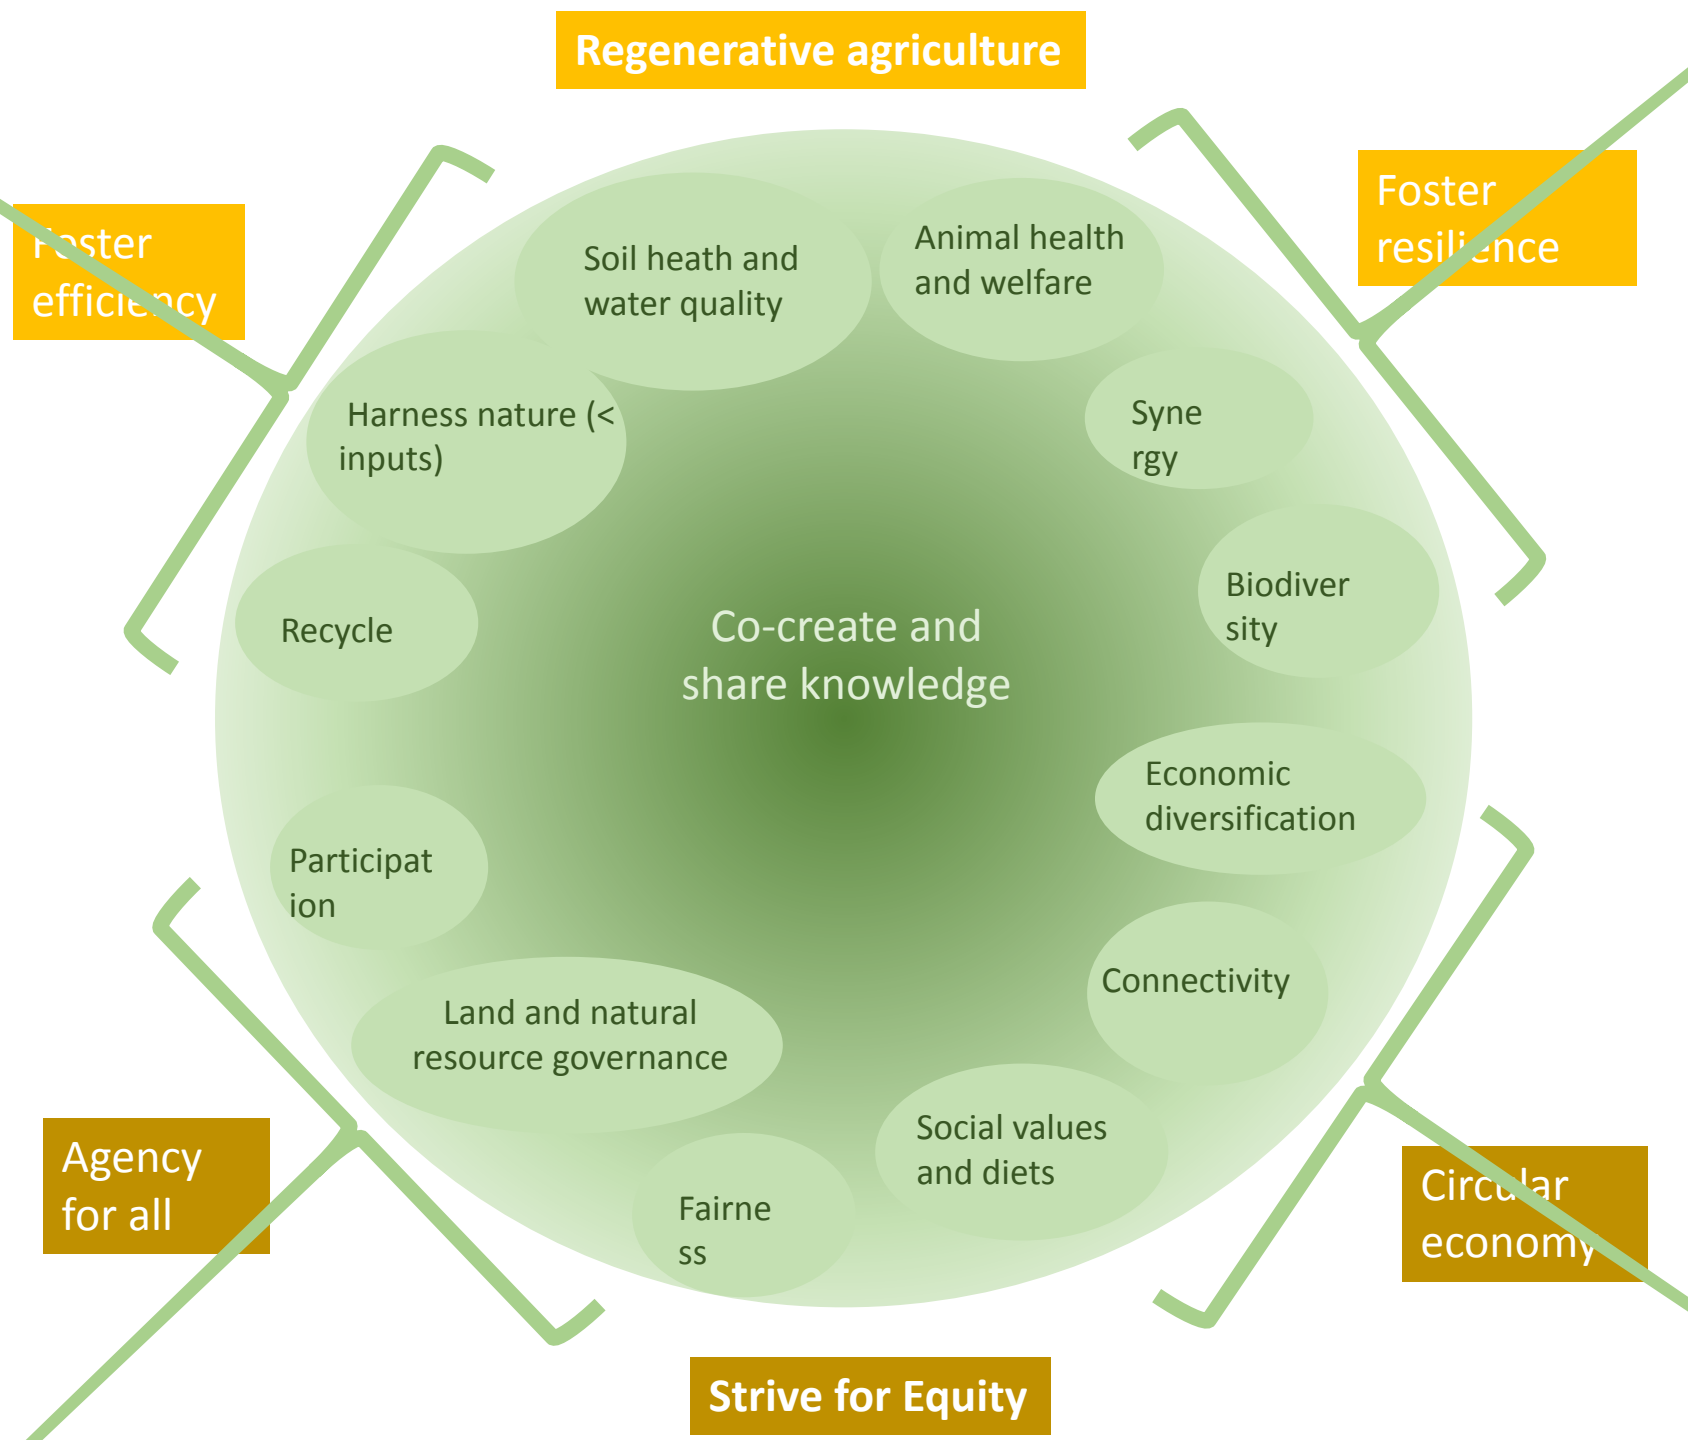 Regenerative agriculture
Foster
efficiency
Foster
resilience
Soil heath and
water quality
Animal health
and welfare
Harness nature (<
inputs)
Syne
rgy
Recycle
Biodiver
sity
Co-create and
share knowledge
Economic
diversification
Participat
ion
Connectivity
Land and natural
resource governance
Social values
and diets
Fairne
ss
Agency
for all
Circular
economy
Strive for Equity